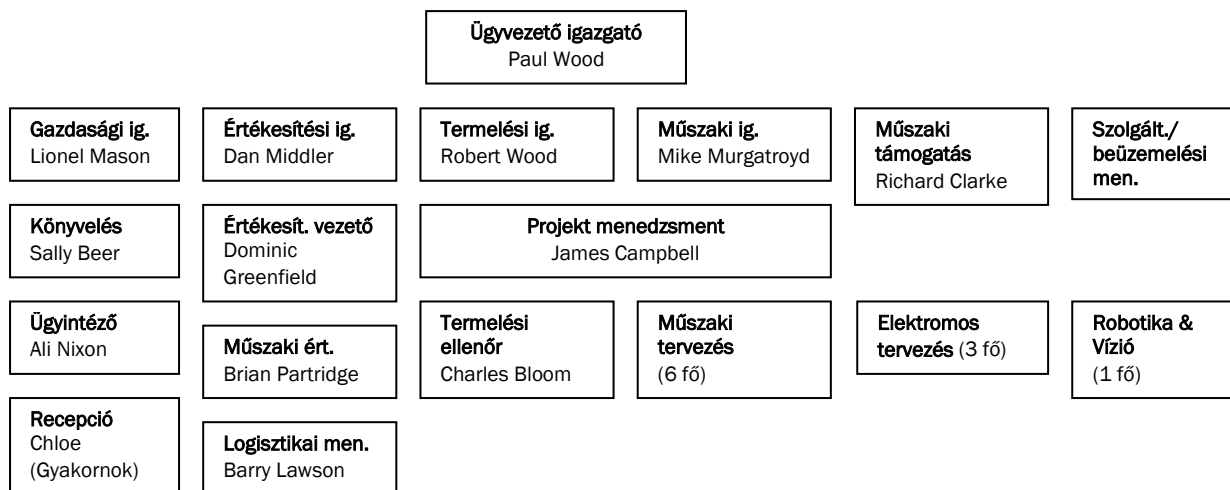 Ügyvezető igazgató
Paul Wood
Gazdasági ig.
Lionel Mason
Értékesítési ig.
Dan Middler
Termelési ig.
Robert Wood
Műszaki ig.
Mike Murgatroyd
Műszaki
támogatás
Richard Clarke
Szolgált./
beüzemelési
men.
Könyvelés
Sally Beer
Értékesít. vezető
Dominic
Greenfield
Projekt menedzsment
James Campbell
Ügyintéző
Ali Nixon
Műszaki ért.
Brian Partridge
Termelési
ellenőr
Charles Bloom
Műszaki
tervezés
(6 fő)
Elektromos
tervezés (3 fő)
Robotika &
Vízió
(1 fő)
Recepció
Chloe
(Gyakornok)
Logisztikai men.
Barry Lawson